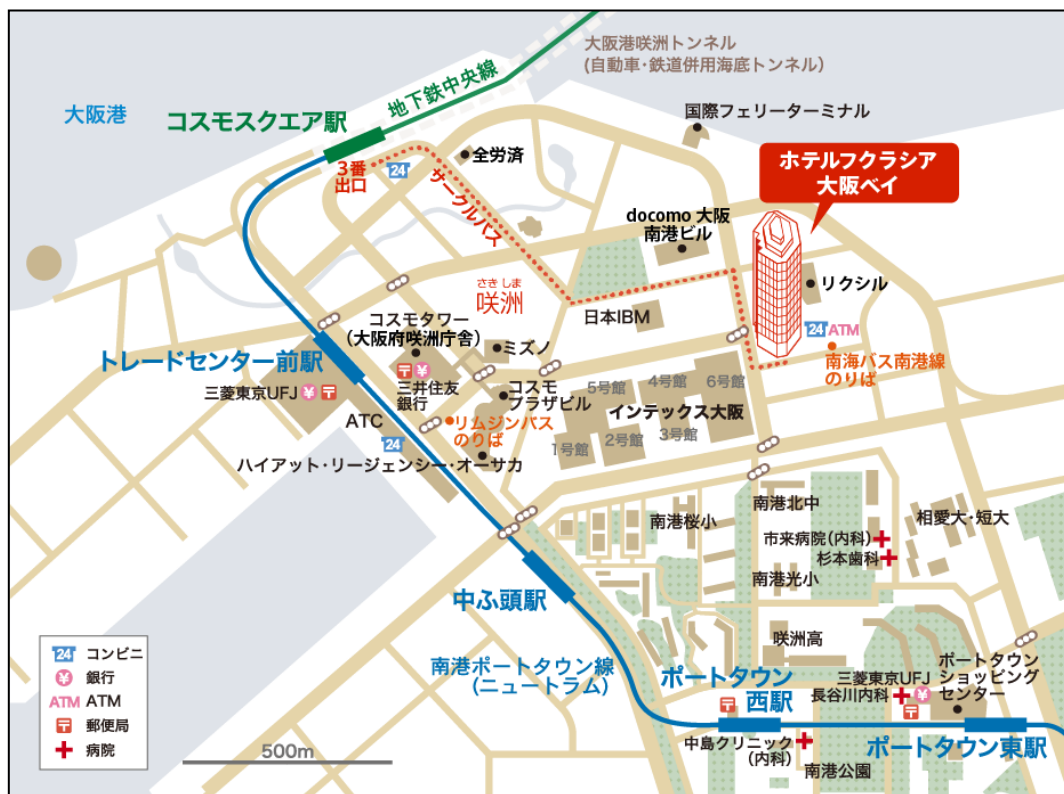 大阪港咲洲トンネル
(自動車・鉄道併用海底トンネル)
地下鉄中央線
大阪港
コスモスクエア駅
国際フェリーターミナル
全労済
3番
出口
24
サークルバス
ホテルフクラシア
大阪ベイ
docomo 大阪
南港ビル
リクシル
さきしま
咲洲
日本IBM
24 ATM
南海バス南港線
のりば
コスモタワー
(大阪府咲洲庁舎)
ミズノ
トレードセンター前駅
三菱東京UFJ
三井住友
銀行
コスモ
プラザビル
5号館
4号館
6号館
インテックス大阪
1号館
2号館
3号館
ATC
リムジンバス
のりば
24
ハイアット・リージェンシー・オーサカ
南港桜小
南港北中
相愛大・短大
市来病院(内科)
杉本歯科
南港光小
中ふ頭駅
咲洲高
南港ポートタウン線
(ニュートラム)
ポートタウン
西駅
三菱東京UFJ
長谷川内科
ポートタウン
ショッピング
センター
中島クリニック
(内科)
南港公園
ポートタウン東駅
24 コンビニ
¥ 銀行
ATM ATM
〒 郵便局
病院
500m